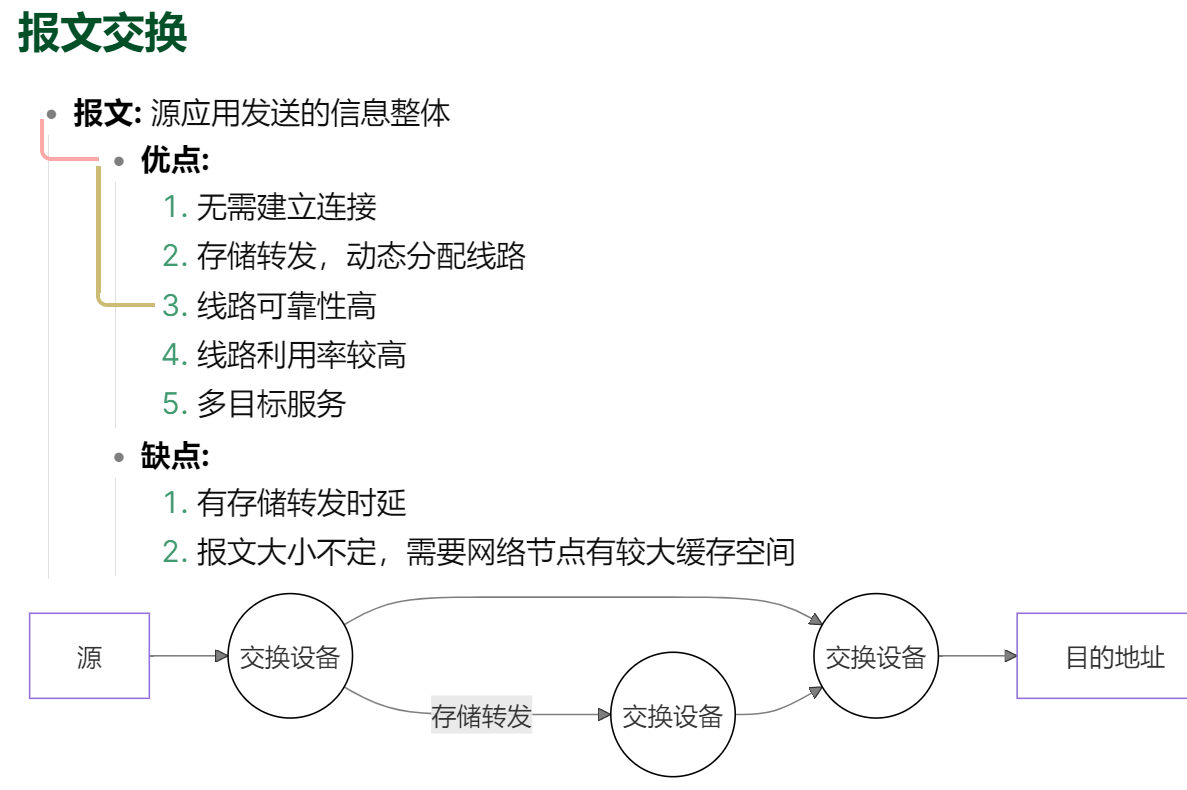 报文交换
报文: 源应用发送的信息整体
优点:
1. 无需建立连接
2. 存储转发，动态分配线路
3. 线路可靠性高
4. 线路利用率较高
5. 多目标服务
缺点:
1. 有存储转发时延
2. 报文大小不定，需要网络节点有较大缓存空间
源
交换设备
存储转发
交换设备
交换设备
目的地址